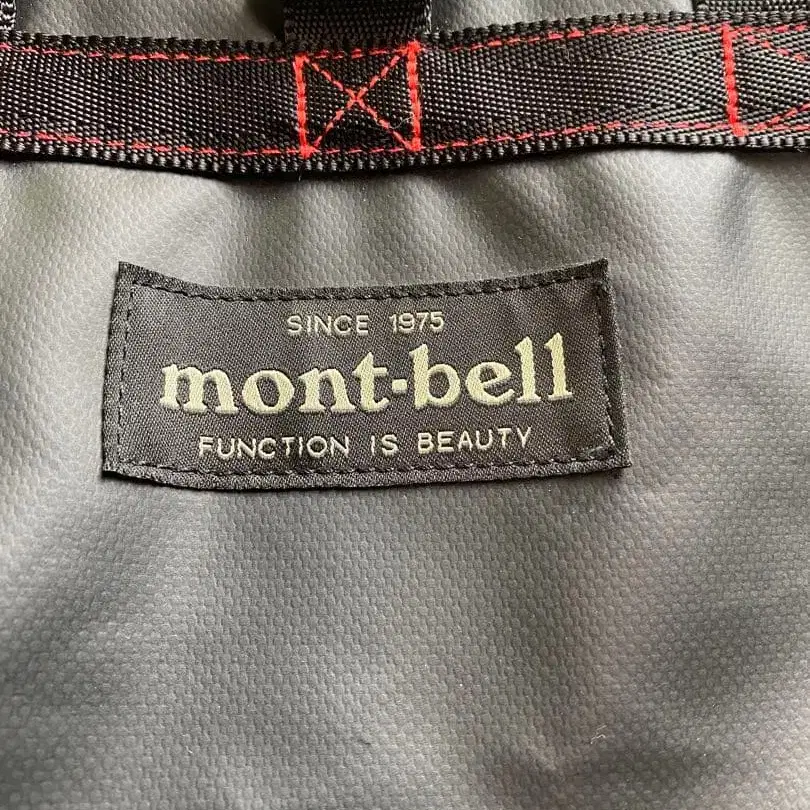 SINCE 1975
mont-bell
FUNCTION IS BEAUTY